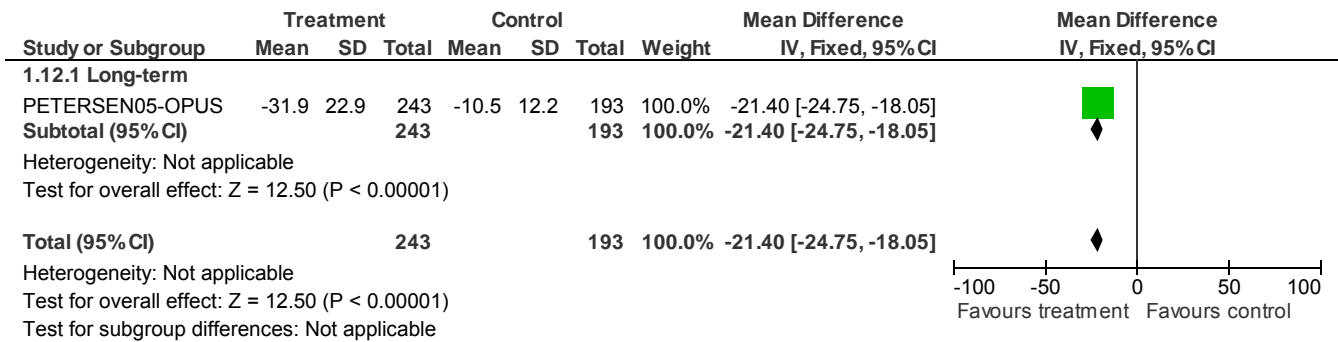 Treatment Control Mean Difference Mean Difference
Study or Subgroup Mean SD Total Mean SD Total Weight IV, Fixed, 95% CI IV, Fixed, 95% CI
1.12.1 Long-term
PETERSEN05-OPUS -31.9 22.9 243 -10.5 12.2 193 100.0% -21.40 [-24.75, -18.05]
Subtotal (95% CI) 243 193 100.0% -21.40 [-24.75, -18.05]
Heterogeneity: Not applicable
Test for overall effect: Z = 12.50 (P < 0.00001)
Total (95% CI) 243 193 100.0% -21.40 [-24.75, -18.05]
Heterogeneity: Not applicable
Test for overall effect: Z = 12.50 (P < 0.00001)
Test for subgroup differences: Not applicable
-100 -50 0 50 100
Favours treatment Favours control